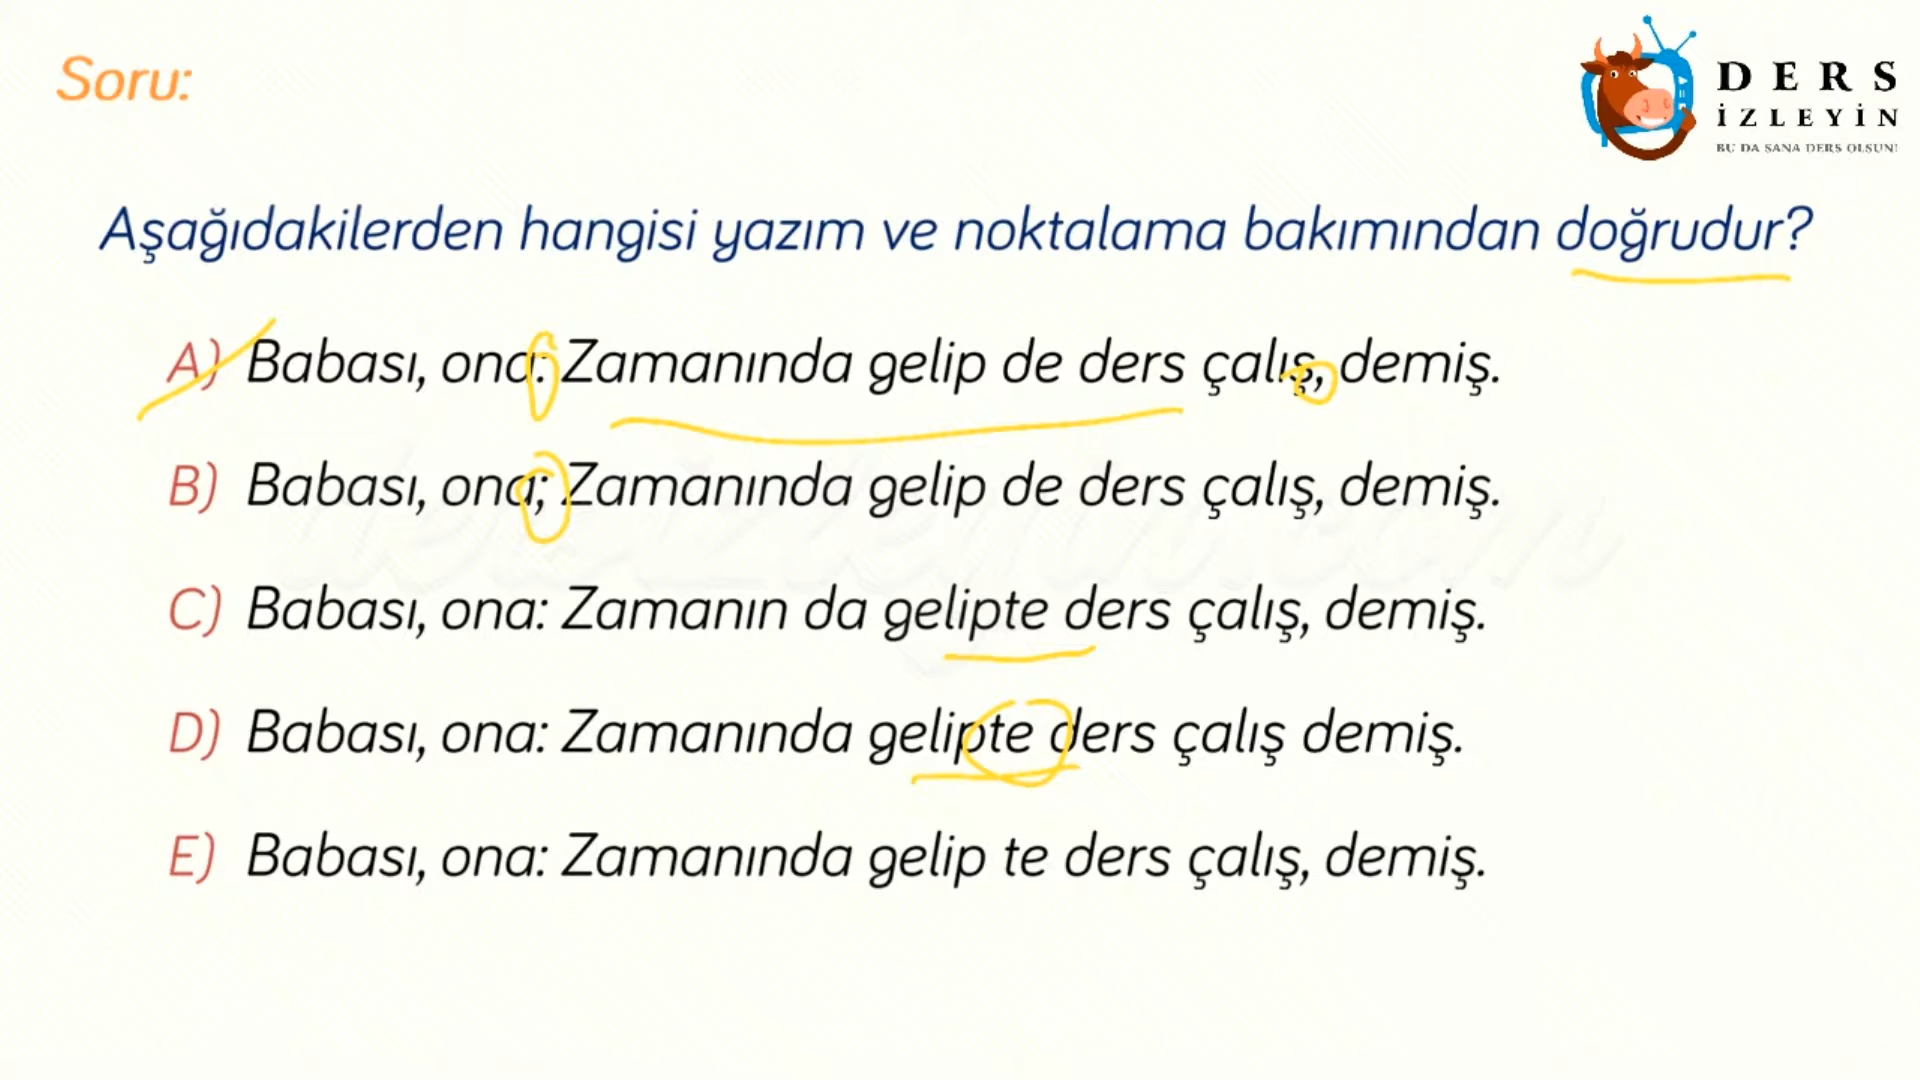 Soru:
DERS
İZLEYİN
BU DA SANA DERS OLSUN!
Aşağıdakilerden hangisi yazım ve noktalama bakımından doğrudur?
A) Babası, ona: Zamanında gelip de ders çalış, demiş.
B) Babası, ona; Zamanında gelip de ders çalış, demiş.
C) Babası, ona: Zamanın da gelipte ders çalış, demiş.
D) Babası, ona: Zamanında gelipte ders çalış demiş.
E) Babası, ona: Zamanında gelip te ders çalış, demiş.